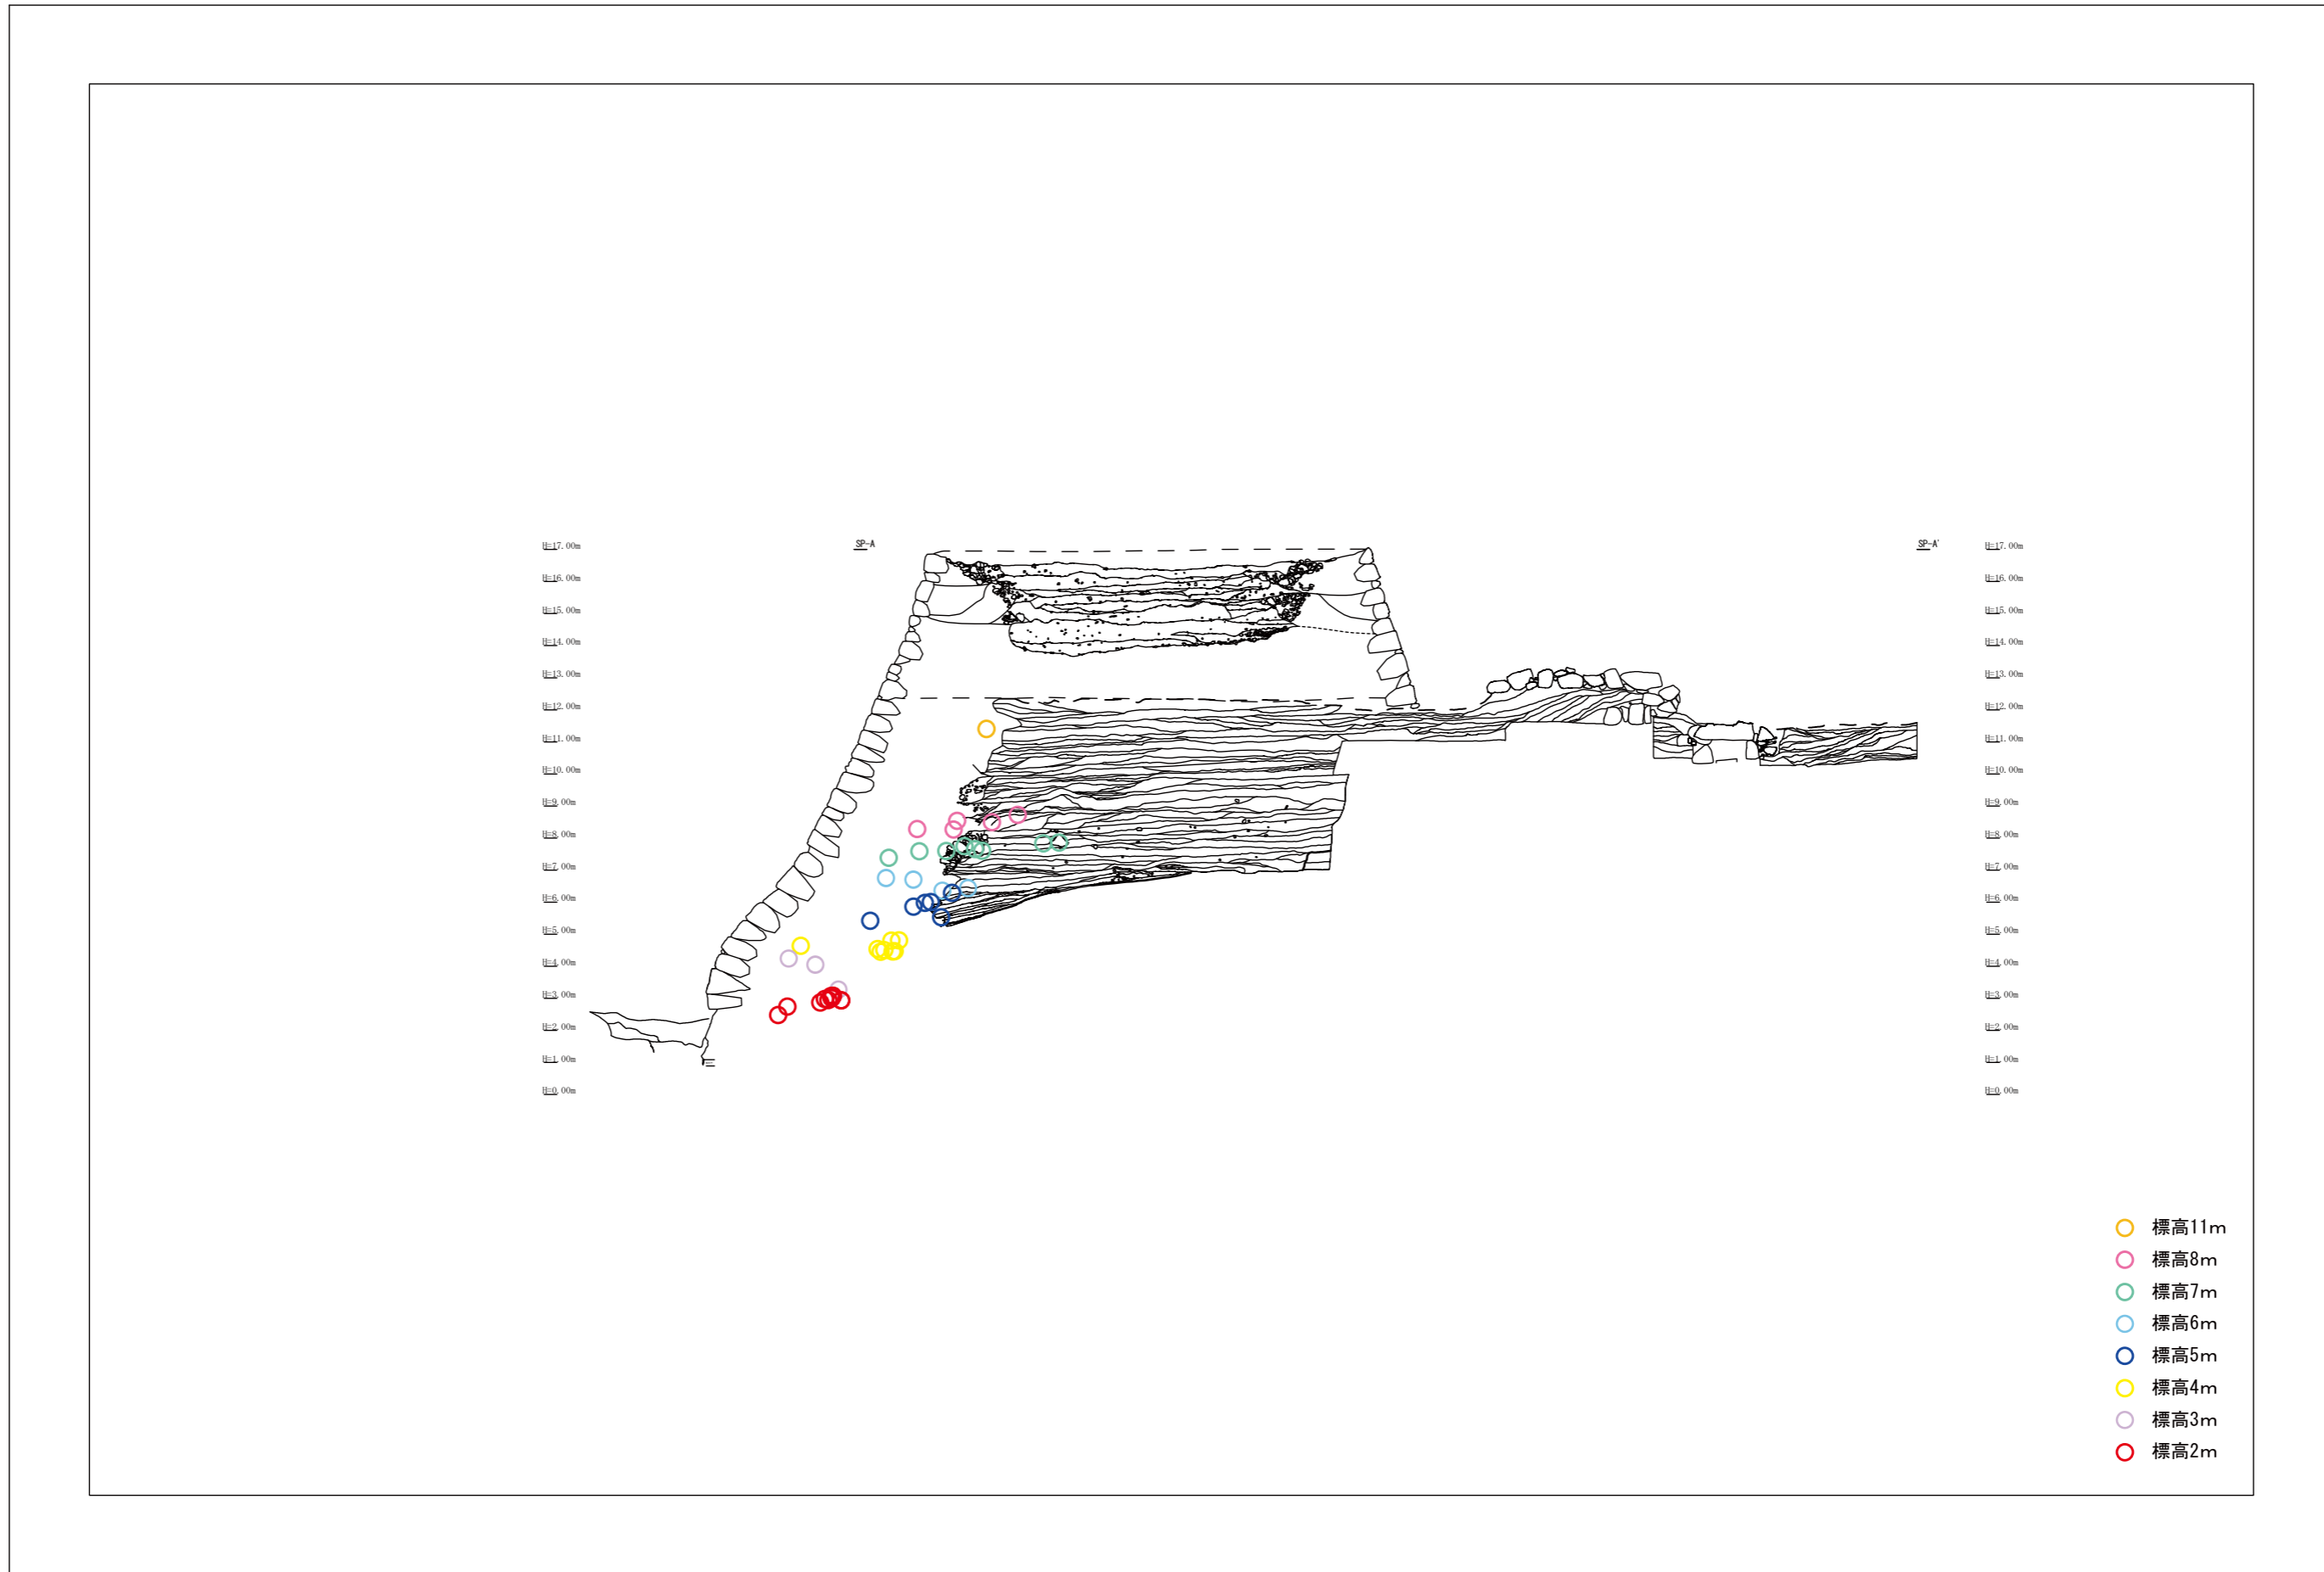 H=17.00m SP-A SP-A' H=17.00m
H=16.00m H=16.00m
H=15.00m H=15.00m
H=14.00m H=14.00m
H=13.00m H=13.00m
H=12.00m H=12.00m
H=11.00m H=11.00m
H=10.00m H=10.00m
H=9.00m H=9.00m
H=8.00m H=8.00m
H=7.00m H=7.00m
H=6.00m H=6.00m
H=5.00m H=5.00m
H=4.00m H=4.00m
H=3.00m H=3.00m
H=2.00m H=2.00m
H=1.00m H=1.00m
H=0.00m H=0.00m
標高11m
標高8m
標高7m
標高6m
標高5m
標高4m
標高3m
標高2m